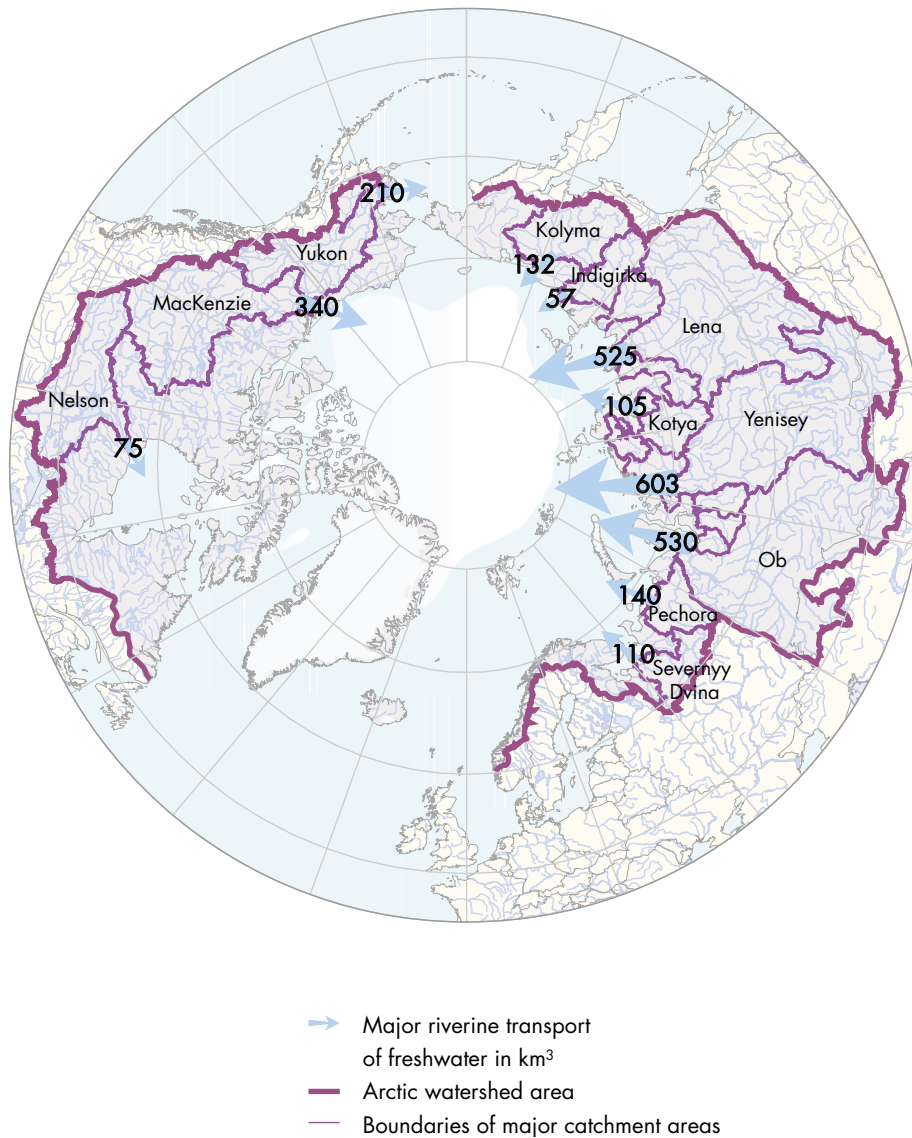 210
Kolyma
Yukon
132
Indigirka
57
MacKenzie
340
Lena
525
Nelson
105
Kotya
Yenisey
75
603
530
Ob
140
Pechora
110
Severnyy
Dvina
Major riverine transport
of freshwater in km³
Arctic watershed area
Boundaries of major catchment areas